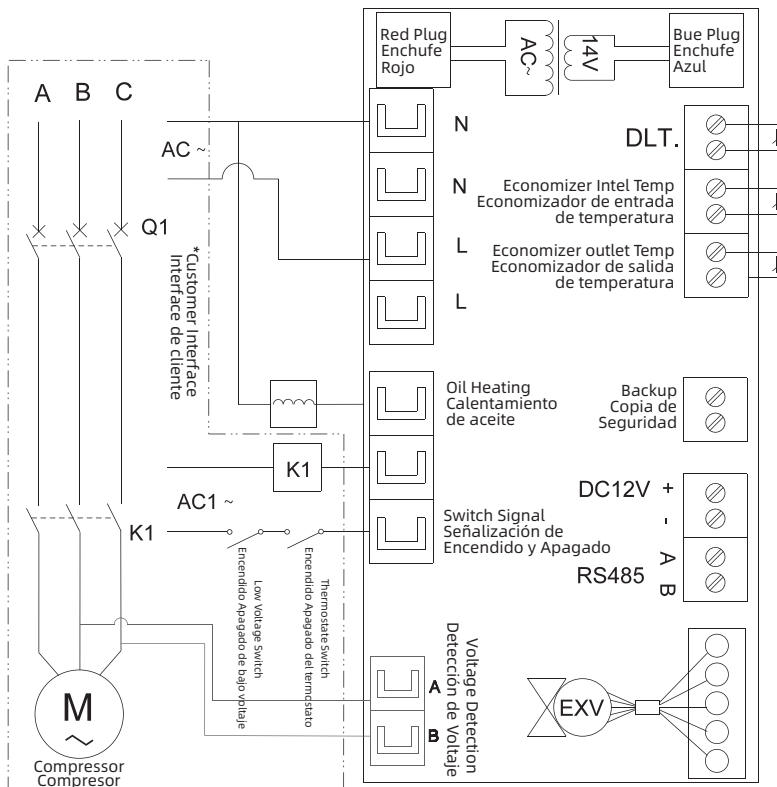 Red Plug
Enchufe
Rojo
AC~
14V
Bue Plug
Enchufe
Azul
A B C
N
DLT.
AC ~
N
Economizer Intel Temp
Economizador de entrada
de temperatura
Q1
L
Economizer outlet Temp
Economizador de salida
de temperatura
*Customer Interface
Interface de cliente
L
Oil Heating
Calentamiento
de aceite
Backup
Copia de
Seguridad
K1
AC1 ~
DC12V +
-
K1
Switch Signal
Señalización de
Encendido y Apagado
RS485 A
B
Thermostate Switch
Encendido Apagado del termostato
Low Voltage Switch
Encendido Apagado de bajo voltaje
A
B
Voltage Detection
Detección de Voltaje
M
~
EXV
Compressor
Compresor